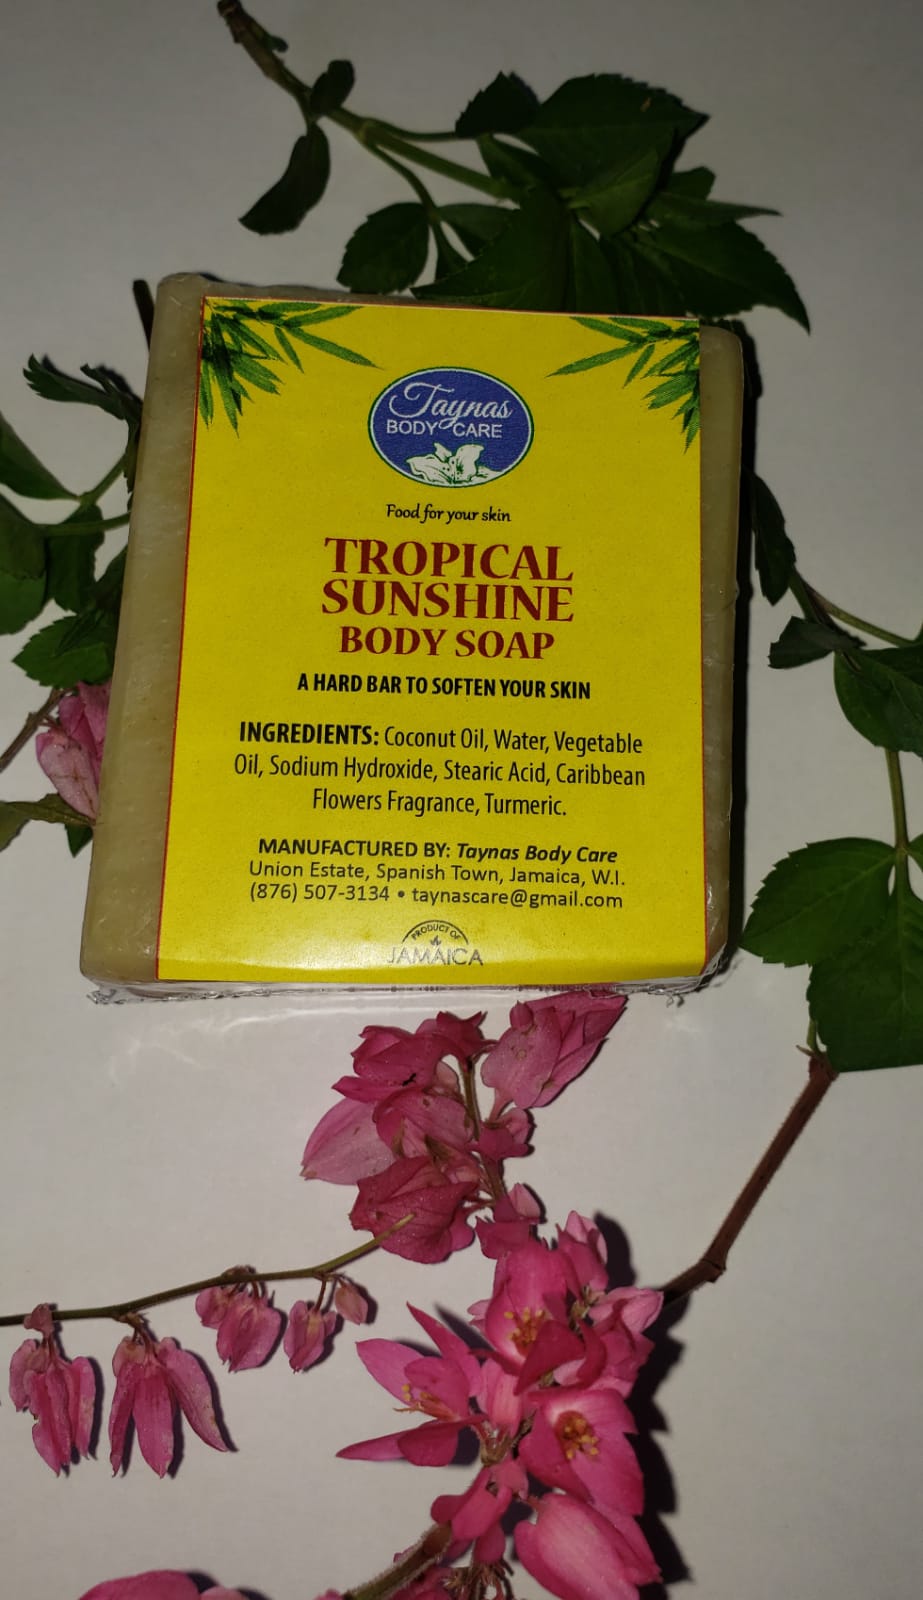 Taynas
BODY CARE
Food for your skin
TROPICAL
SUNSHINE
BODY SOAP
A HARD BAR TO SOFTEN YOUR SKIN
INGREDIENTS: Coconut Oil, Water, Vegetable
Oil, Sodium Hydroxide, Stearic Acid, Caribbean
Flowers Fragrance, Turmeric.
MANUFACTURED BY: Taynas Body Care
Union Estate, Spanish Town, Jamaica, W.I.
(876) 507-3134 • taynascare@gmail.com
PRODUCT OF
JAMAICA